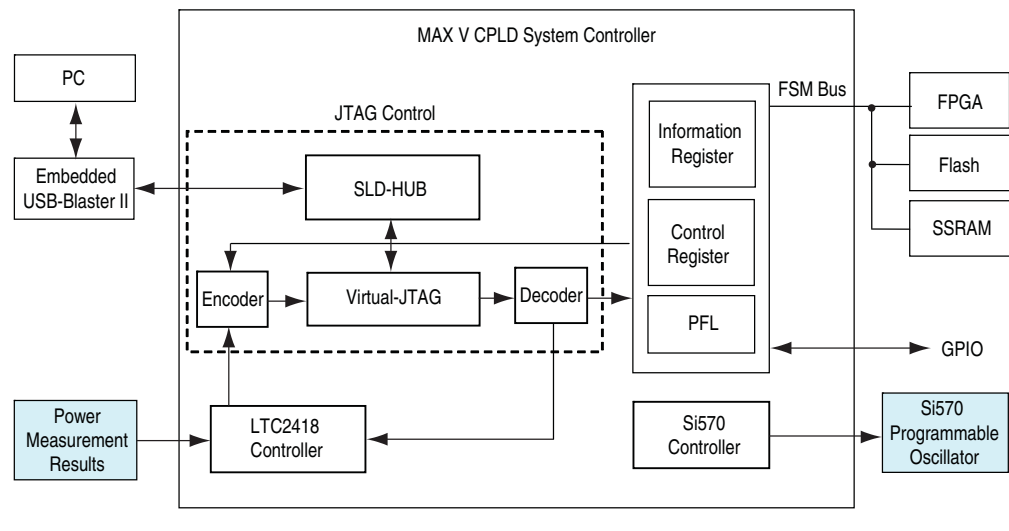 MAX V CPLD System Controller
PC
Embedded
USB-Blaster II
JTAG Control
SLD-HUB
Encoder
Virtual-JTAG
Decoder
Information
Register
Control
Register
PFL
FSM Bus
FPGA
Flash
SSRAM
GPIO
Power
Measurement
Results
LTC2418
Controller
Si570
Controller
Si570
Programmable
Oscillator